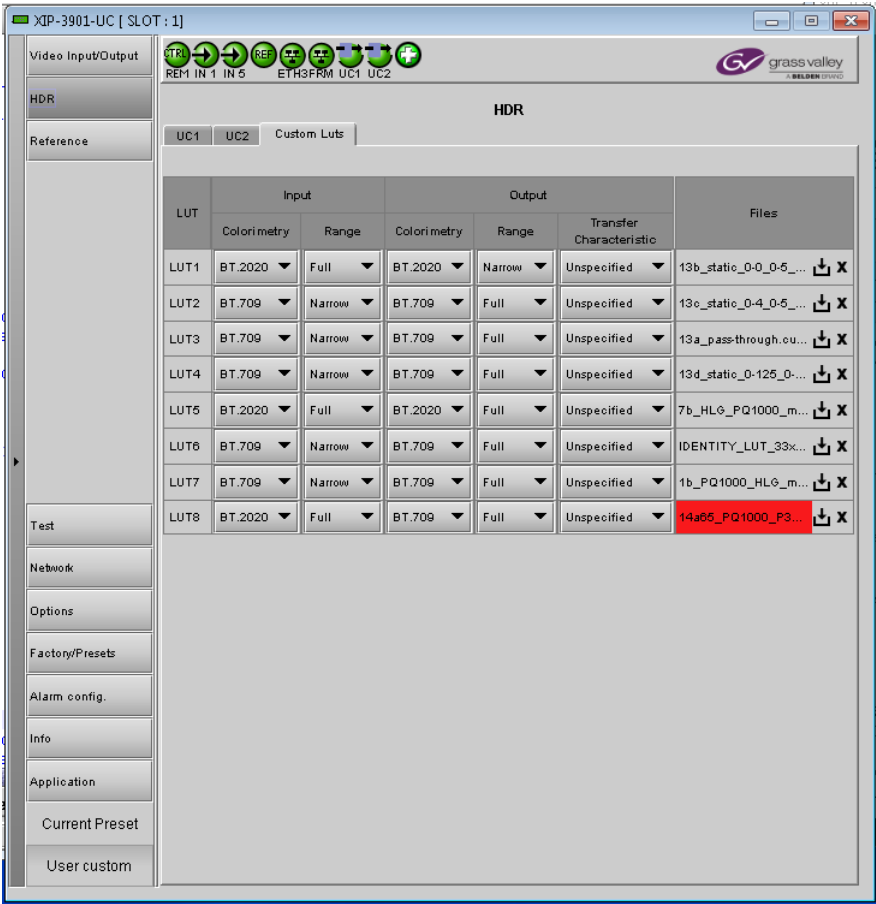 XIP-3901-UC [ SLOT : 1]
Video Input/Output
HDR
Reference
Test
Network
Options
Factory/Presets
Alarm config.
Info
Application
Current Preset
User custom
CTRL REF
REM IN 1 IN 5 ETH3FRM UC1 UC2
GV grass valley
A BELDEN BRAND
HDR
UC1 UC2 Custom Luts
LUT Input Output Files
Colorimetry Range Colorimetry Range Transfer Characteristic
LUT1 BT.2020 Full BT.2020 Narrow Unspecified 13b_static_0-0_0-5_... X
LUT2 BT.709 Narrow BT.709 Full Unspecified 13c_static_0-4_0-5_... X
LUT3 BT.709 Narrow BT.709 Full Unspecified 13a_pass-through.cu... X
LUT4 BT.709 Narrow BT.709 Full Unspecified 13d_static_0-125_0-... X
LUT5 BT.2020 Full BT.2020 Full Unspecified 7b_HLG_PQ1000_m... X
LUT6 BT.709 Narrow BT.709 Full Unspecified IDENTITY_LUT_33x... X
LUT7 BT.709 Narrow BT.709 Full Unspecified 1b_PQ1000_HLG_m... X
LUT8 BT.2020 Full BT.709 Full Unspecified 14a65_PQ1000_P3... X